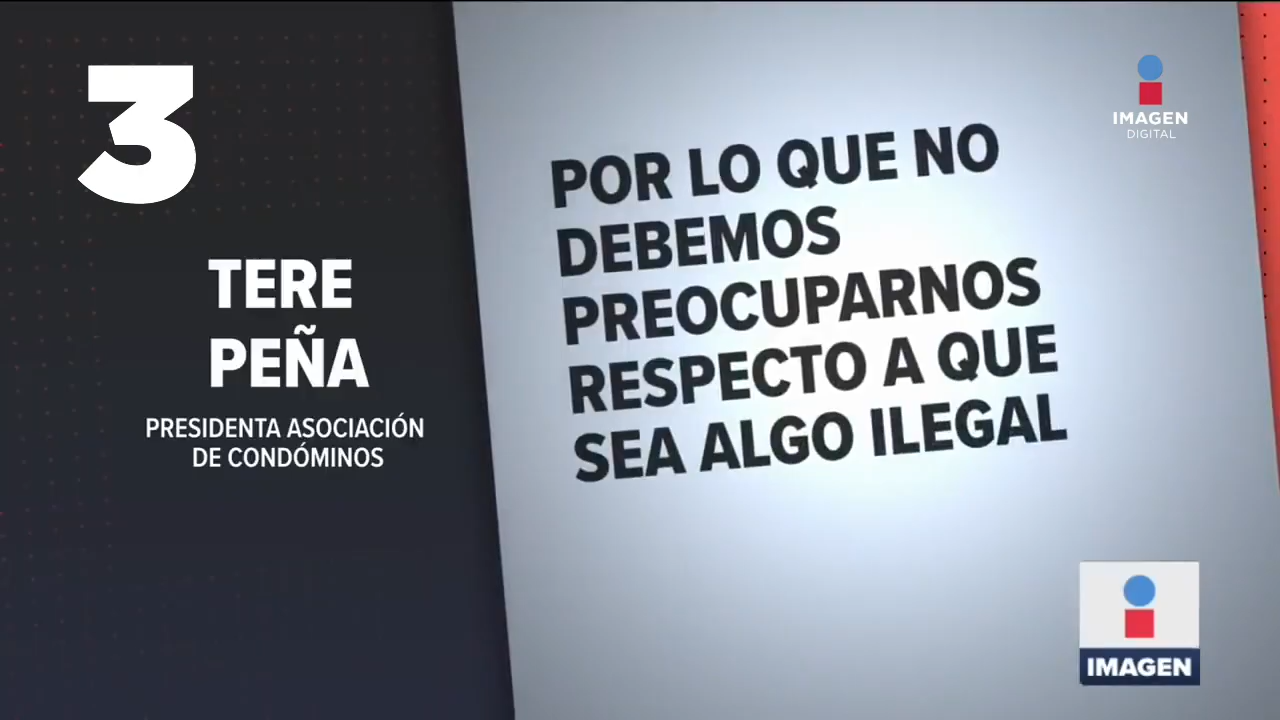 3
TERE
PEÑA
PRESIDENTA ASOCIACIÓN
DE CONDÓMINOS
POR LO QUE NO
DEBEMOS
PREOCUPARNOS
RESPECTO A QUE
SEA ALGO ILEGAL
IMAGEN
DIGITAL
IMAGEN